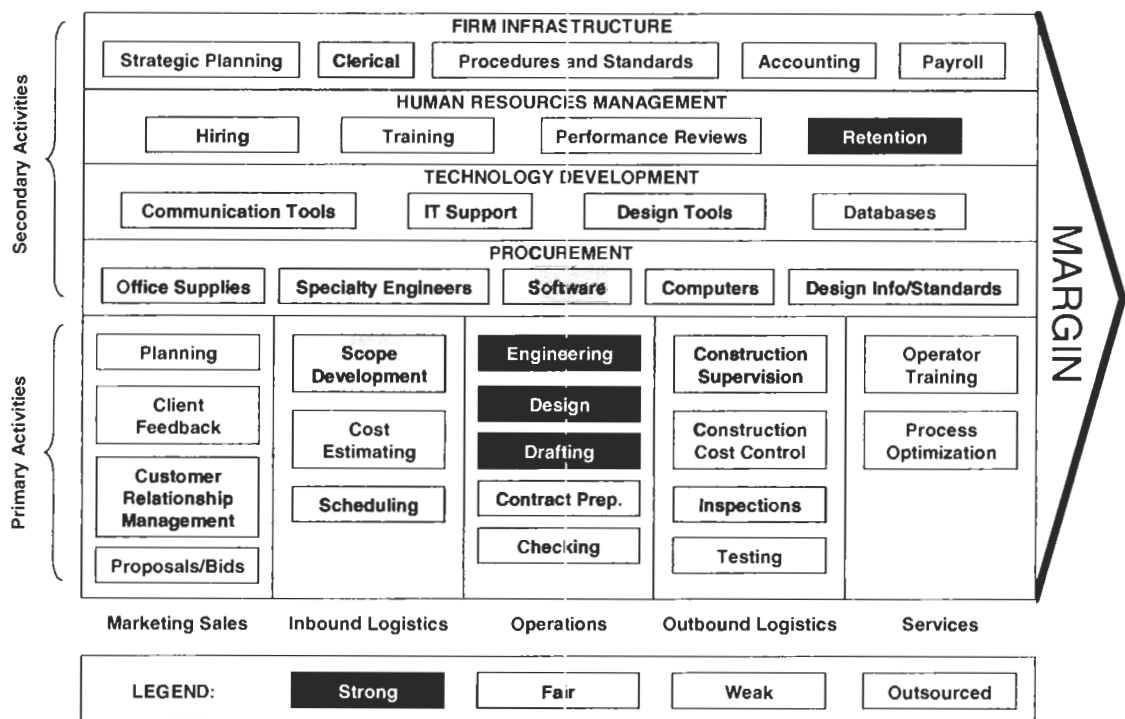 FIRM INFRASTRUCTURE
Strategic Planning
Clerical
Procedures and Standards
Accounting
Payroll
HUMAN RESOURCES MANAGEMENT
Hiring
Training
Performance Reviews
Retention
TECHNOLOGY DEVELOPMENT
Communication Tools
IT Support
Design Tools
Databases
PROCUREMENT
Office Supplies
Specialty Engineers
Software
Computers
Design Info/Standards
Secondary Activities
MARGIN
Primary Activities
Planning
Client
Feedback
Customer
Relationship
Management
Proposals/Bids
Scope
Development
Cost
Estimating
Scheduling
Engineering
Design
Drafting
Contract Prep.
Checking
Construction
Supervision
Construction
Cost Control
Inspections
Testing
Operator
Training
Process
Optimization
Marketing Sales
Inbound Logistics
Operations
Outbound Logistics
Services
LEGEND:
Strong
Fair
Weak
Outsourced